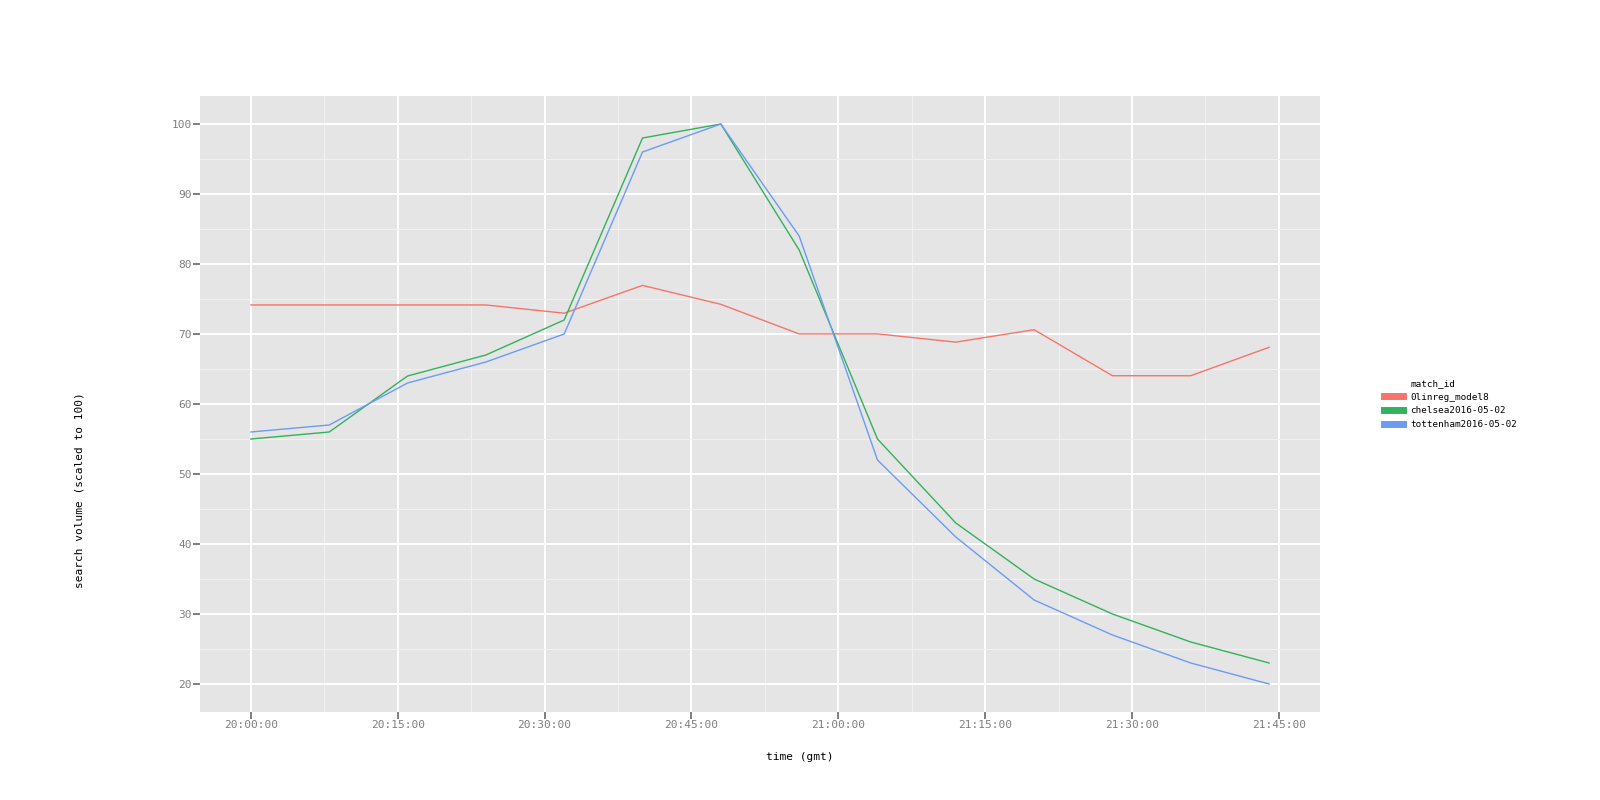 100
90
80
70
60
50
40
30
20
search volume (scaled to 100)
20:00:00 20:15:00 20:30:00 20:45:00 21:00:00 21:15:00 21:30:00 21:45:00
time (gmt)
match_id
0linreg_model8
chelsea2016-05-02
tottenham2016-05-02